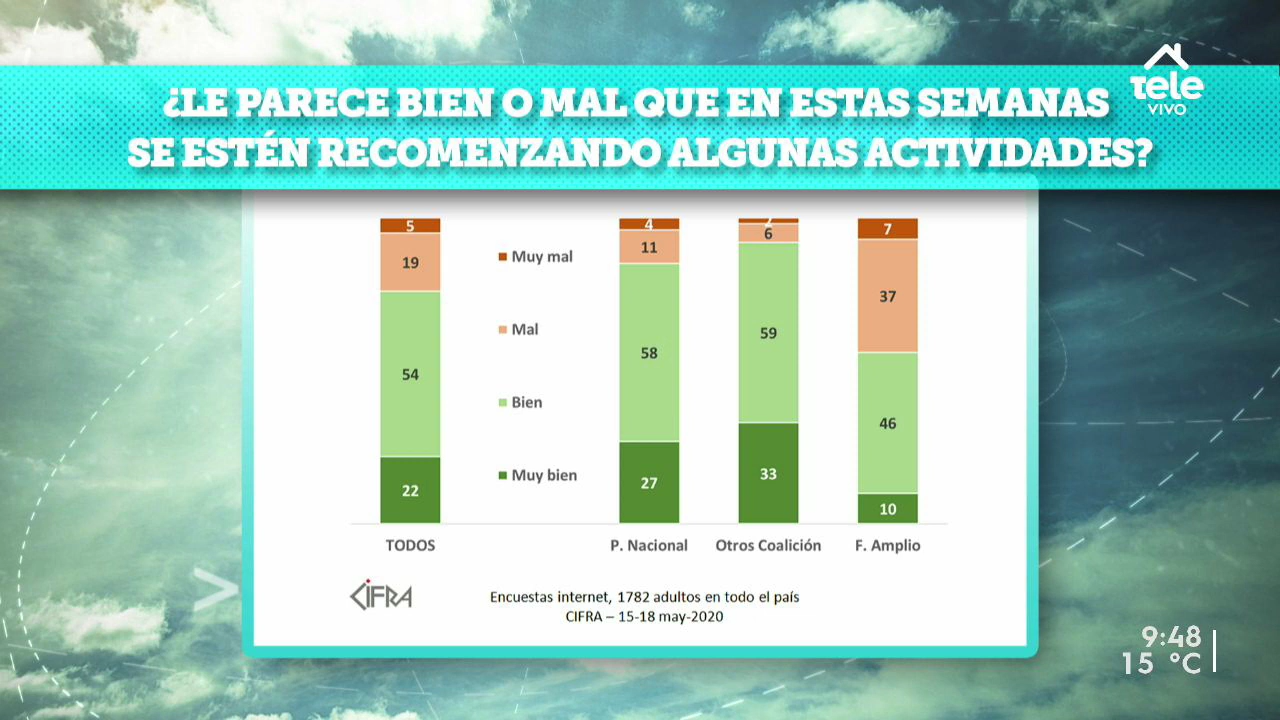 ¿LE PARECE BIEN O MAL QUE EN ESTAS SEMANAS
SE ESTÉN RECOMENZANDO ALGUNAS ACTIVIDADES?
tele
VIVO
5
19
54
22
Muy mal
Mal
Bien
Muy bien
4
11
58
27
2
6
59
33
7
37
46
10
TODOS
P. Nacional
Otros Coalición
F. Amplio
CIFRA
Encuestas internet, 1782 adultos en todo el país
CIFRA – 15-18 may-2020
9:48
15 °C